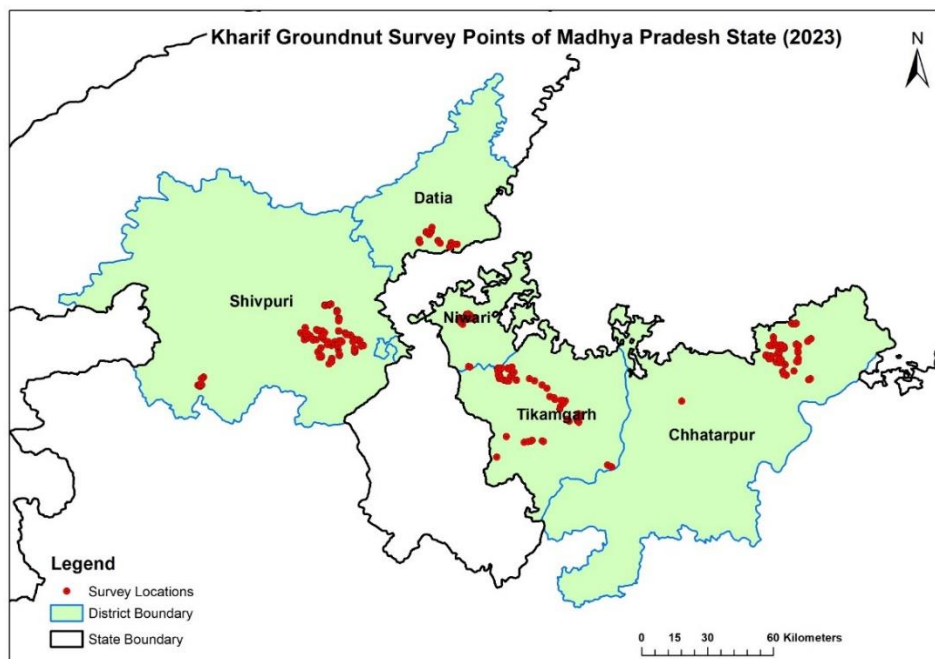 Kharif Groundnut Survey Points of Madhya Pradesh State (2023)
N
Datia
Shivpuri
Niwari
Tikamgarh
Chhatarpur
Legend
Survey Locations
District Boundary
State Boundary
0 15 30 60 Kilometers